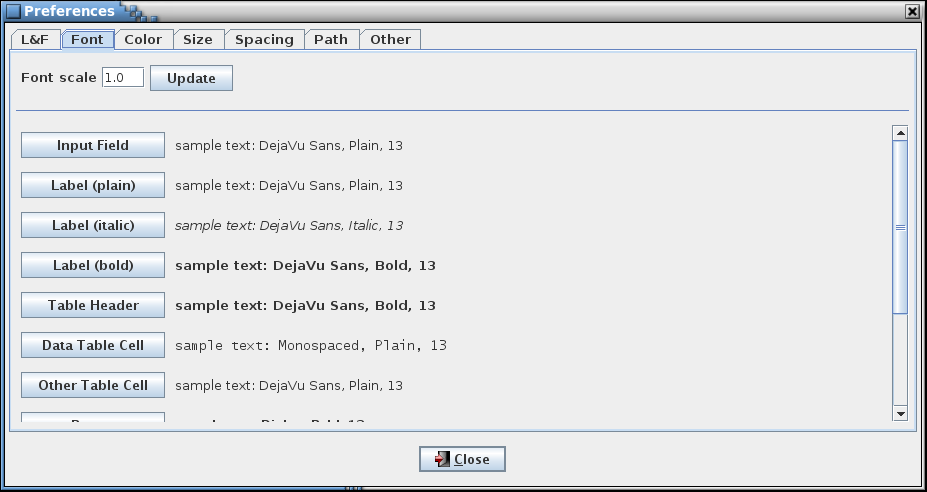 Preferences
L&F Font Color Size Spacing Path Other
Font scale 1.0 Update
Input Field sample text: DejaVu Sans, Plain, 13
Label (plain) sample text: DejaVu Sans, Plain, 13
Label (italic) sample text: DejaVu Sans, Italic, 13
Label (bold) sample text: DejaVu Sans, Bold, 13
Table Header sample text: DejaVu Sans, Bold, 13
Data Table Cell sample text: Monospaced, Plain, 13
Other Table Cell sample text: DejaVu Sans, Plain, 13
Close